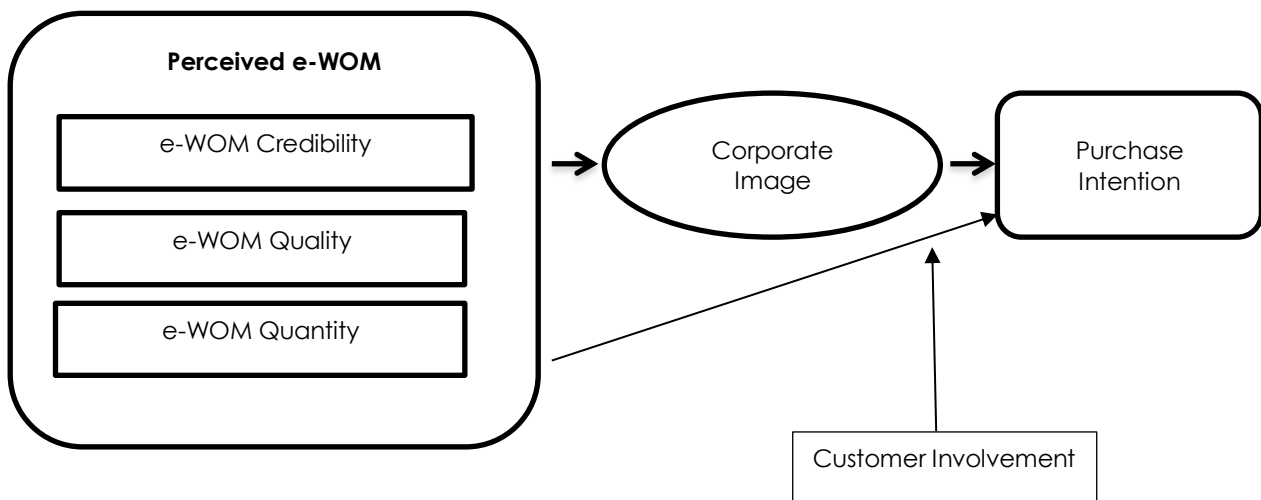 Perceived e-WOM
e-WOM Credibility
e-WOM Quality
e-WOM Quantity
Corporate
Image
Purchase
Intention
Customer Involvement